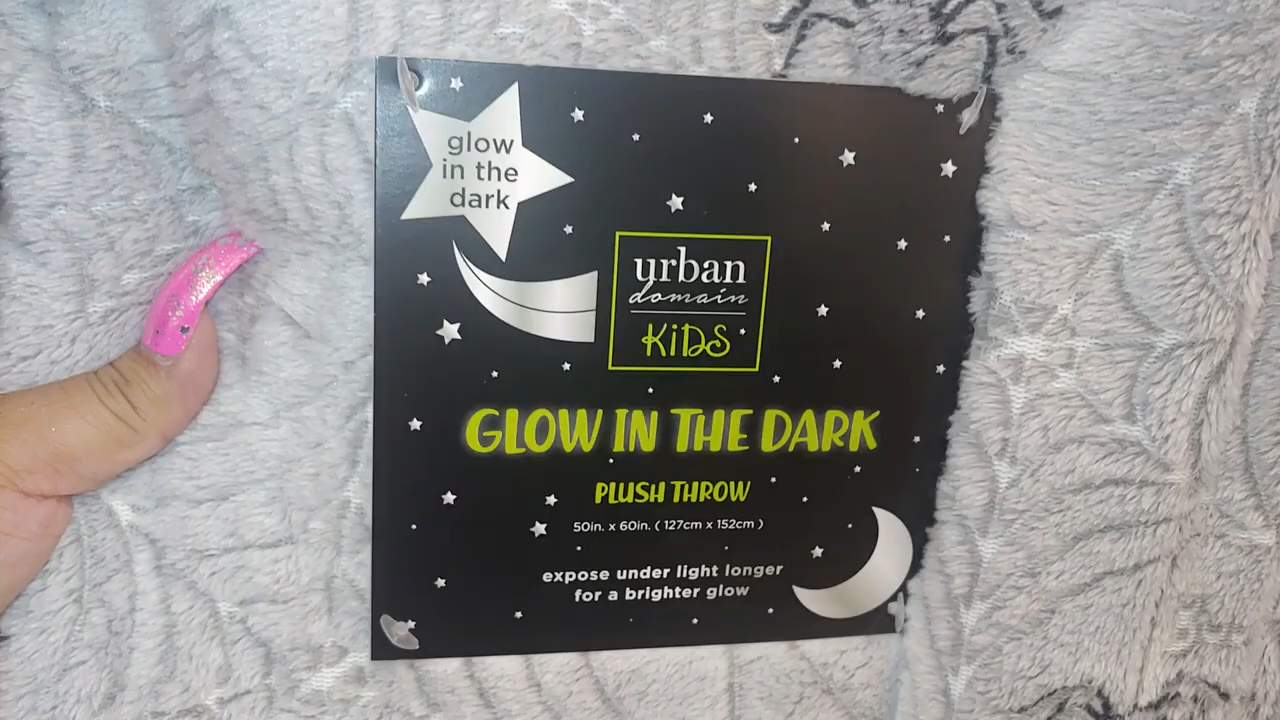 glow
in the
dark
urban
domain
KiDS
GLOW IN THE DARK
PLUSH THROW
50in. x 60in. ( 127cm x 152cm )
expose under light longer
for a brighter glow